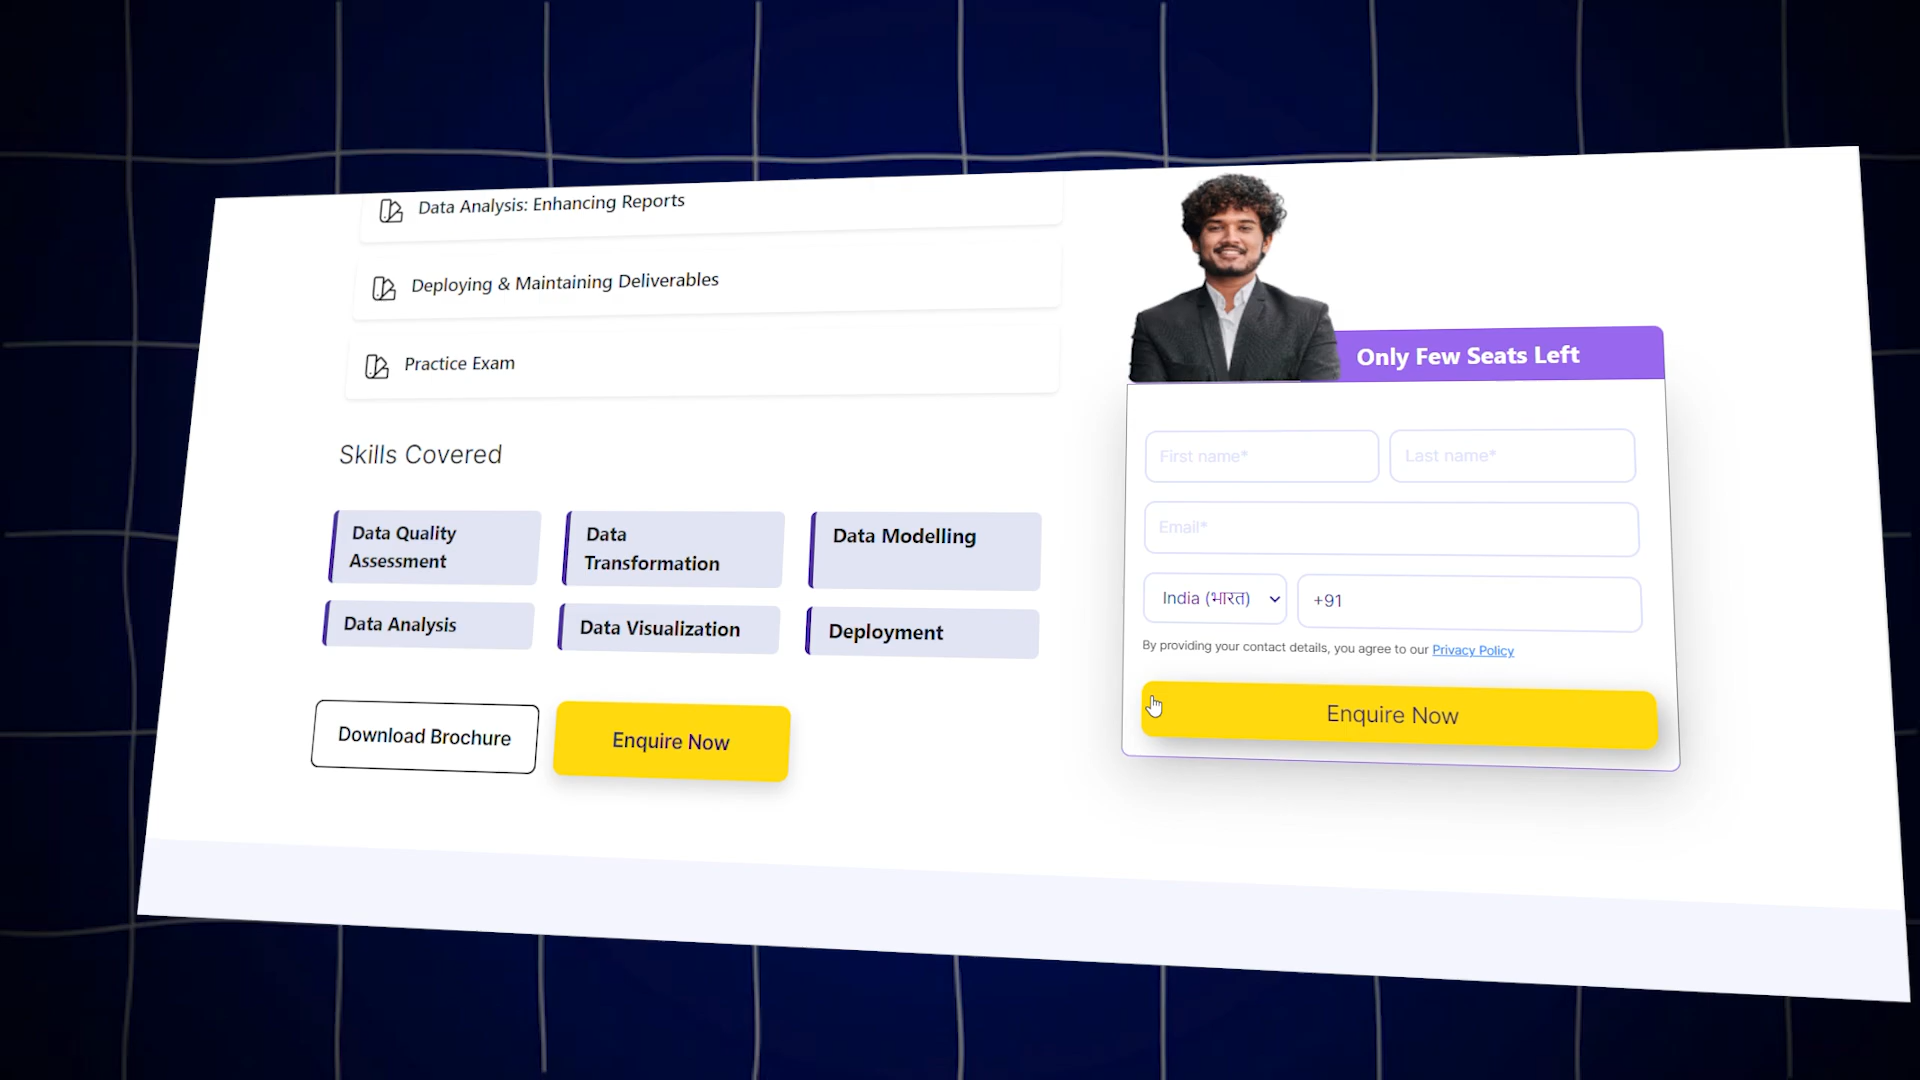 Data Analysis: Enhancing Reports
Deploying & Maintaining Deliverables
Practice Exam
Skills Covered
Data Quality
Assessment
Data
Transformation
Data Modelling
Data Analysis
Data Visualization
Deployment
Download Brochure
Enquire Now
Only Few Seats Left
First name*
Last name*
Email*
India (भारत)
+91
By providing your contact details, you agree to our Privacy Policy
Enquire Now